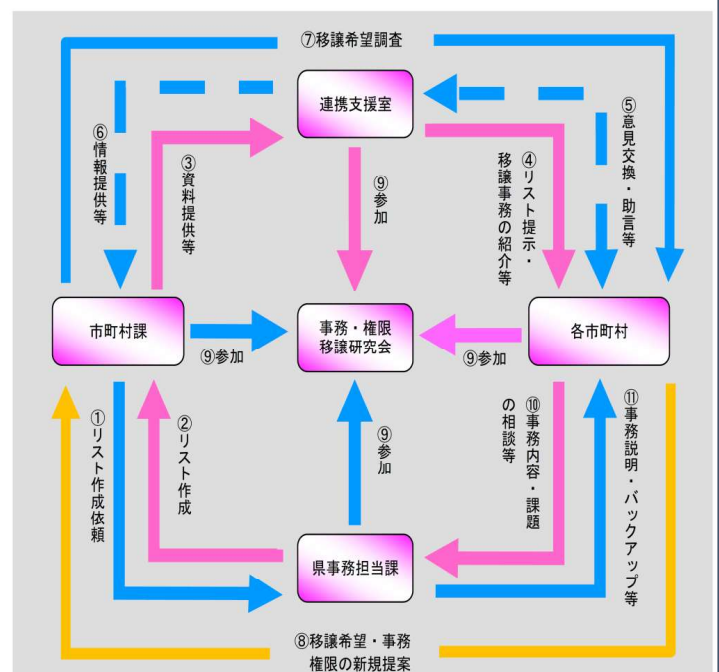 ⑦移譲希望調査
連携支援室
⑥情報提供等
③資料提供等
⑨参加
④リスト提示・
移譲事務の紹介等
⑤意見交換・助言等
市町村課
⑨参加
事務・権限
移譲研究会
⑨参加
各市町村
①リスト作成依頼
②リスト作成
⑨参加
⑩事務内容・課題
の相談等
⑪事務説明・バックアップ等
県事務担当課
⑧移譲希望・事務
権限の新規提案